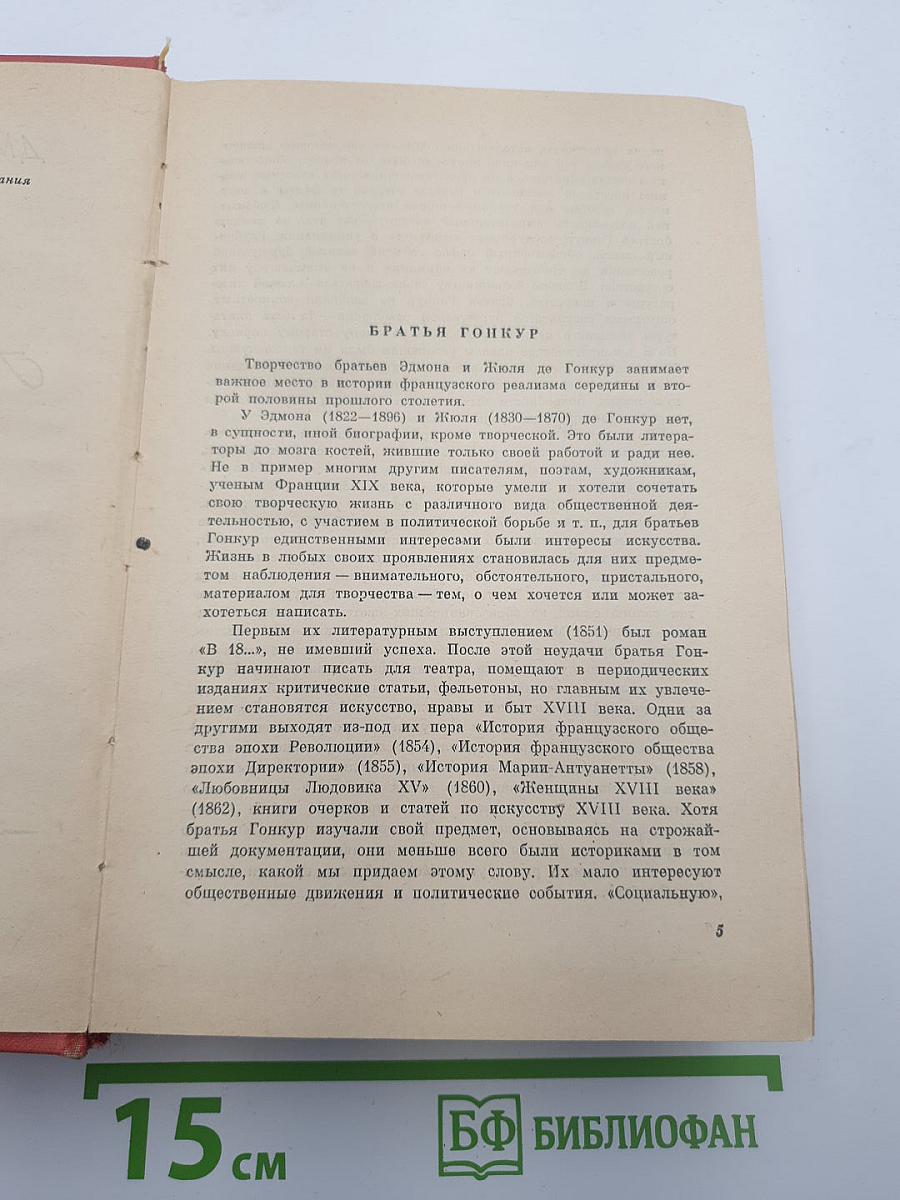 ания
БРАТЬЯ ГОНКУР
Творчество братьев Эдмона и Жюля де Гонкур занимает
важное место в истории французского реализма середины и вто-
рой половины прошлого столетия.
У Эдмона (1822—1896) и Жюля (1830—1870) де Гонкур нет,
в сущности, иной биографии, кроме творческой. Это были литера-
торы до мозга костей, жившие только своей работой и ради нее.
Не в пример многим другим писателям, поэтам, художникам,
ученым Франции XIX века, которые умели и хотели сочетать
свою творческую жизнь с различного вида общественной дея-
тельностью, с участием в политической борьбе и т. п., для братьев
Гонкур единственными интересами были интересы искусства.
Жизнь в любых своих проявлениях становилась для них предме-
том наблюдения — внимательного, обстоятельного, пристального,
материалом для творчества — тем, о чем хочется или может за-
хотеться написать.
Первым их литературным выступлением (1851) был роман
«В 18...», не имевший успеха. После этой неудачи братья Гон-
кур начинают писать для театра, помещают в периодических
изданиях критические статьи, фельетоны, но главным их увлече-
нием становятся искусство, нравы и быт XVIII века. Одни за
другими выходят из-под их пера «История французского обще-
ства эпохи Революции» (1854), «История французского общества
эпохи Директории» (1855), «История Марии-Антуанетты» (1858),
«Любовницы Людовика XV» (1860), «Женщины XVIII века»
(1862), книги очерков и статей по искусству XVIII века. Хотя
братья Гонкур изучали свой предмет, основываясь на строжай-
шей документации, они меньше всего были историками в том
смысле, какой мы придаем этому слову. Их мало интересуют
общественные движения и политические события. «Социальную»,
5
15 см
БФ БИБЛИОФАН